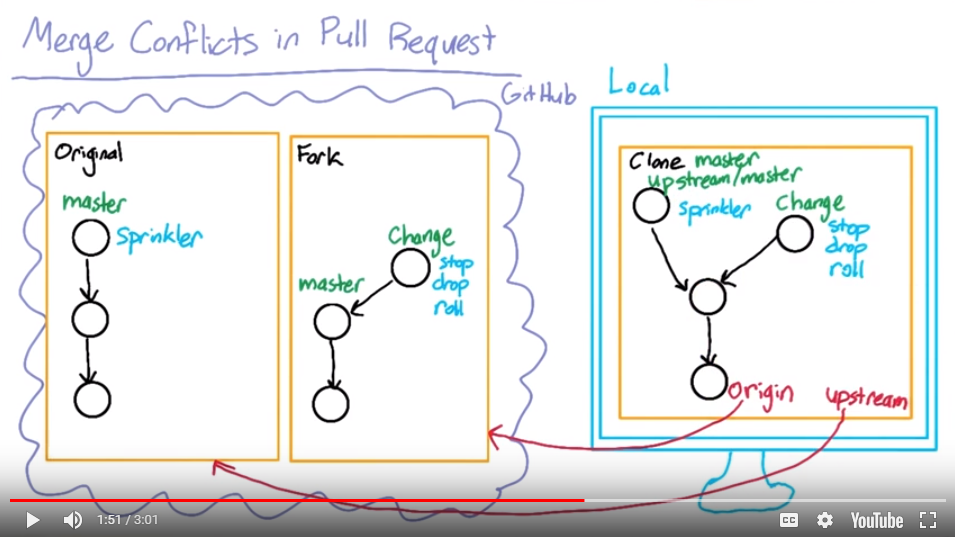 Merge Conflicts in Pull Request
GitHub
Local
Original
master
Sprinkler
Fork
Change
stop
drop
roll
master
Clone master
upstream/master
Sprinkler
Change
stop
drop
roll
Origin
upstream
1:51 / 3:01
CC
YouTube